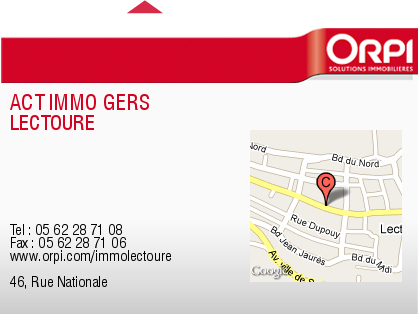 ORPI
SOLUTIONS IMMOBILIÈRES
ACT IMMO GERS
LECTOURE
Tel : 05 62 28 71 08
Fax : 05 62 28 71 06
www.orpi.com/immolectoure
46, Rue Nationale
Nord
Bd du Nord
C
Rue Dupouy
Lect
Bd Jean Jaurès
Bd du Midi
Av. ville de S
Google